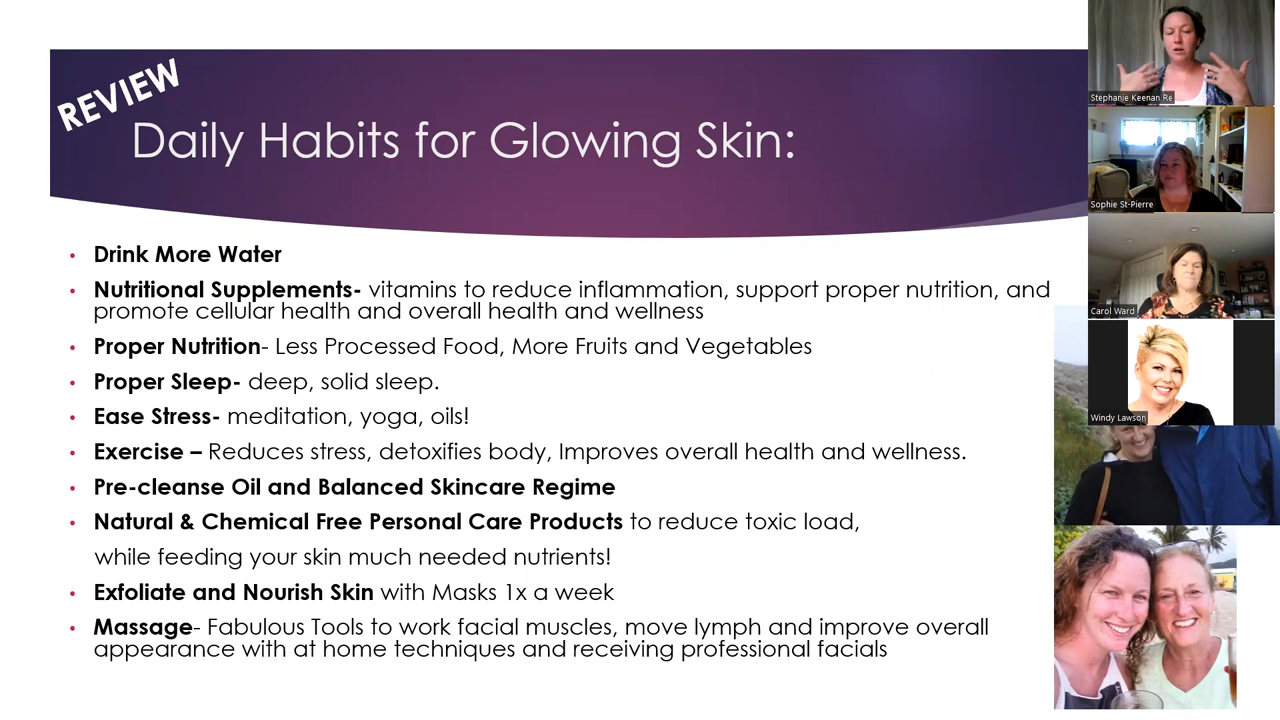 REVIEW
Daily Habits for Glowing Skin:
• Drink More Water
• Nutritional Supplements- vitamins to reduce inflammation, support proper nutrition, and
promote cellular health and overall health and wellness
• Proper Nutrition- Less Processed Food, More Fruits and Vegetables
• Proper Sleep- deep, solid sleep.
• Ease Stress- meditation, yoga, oils!
• Exercise – Reduces stress, detoxifies body, Improves overall health and wellness.
• Pre-cleanse Oil and Balanced Skincare Regime
• Natural & Chemical Free Personal Care Products to reduce toxic load,
while feeding your skin much needed nutrients!
• Exfoliate and Nourish Skin with Masks 1x a week
• Massage- Fabulous Tools to work facial muscles, move lymph and improve overall
appearance with at home techniques and receiving professional facials
Stephanie Keenan Re
Sophie St-Pierre
Carol Ward
Windy Lawson